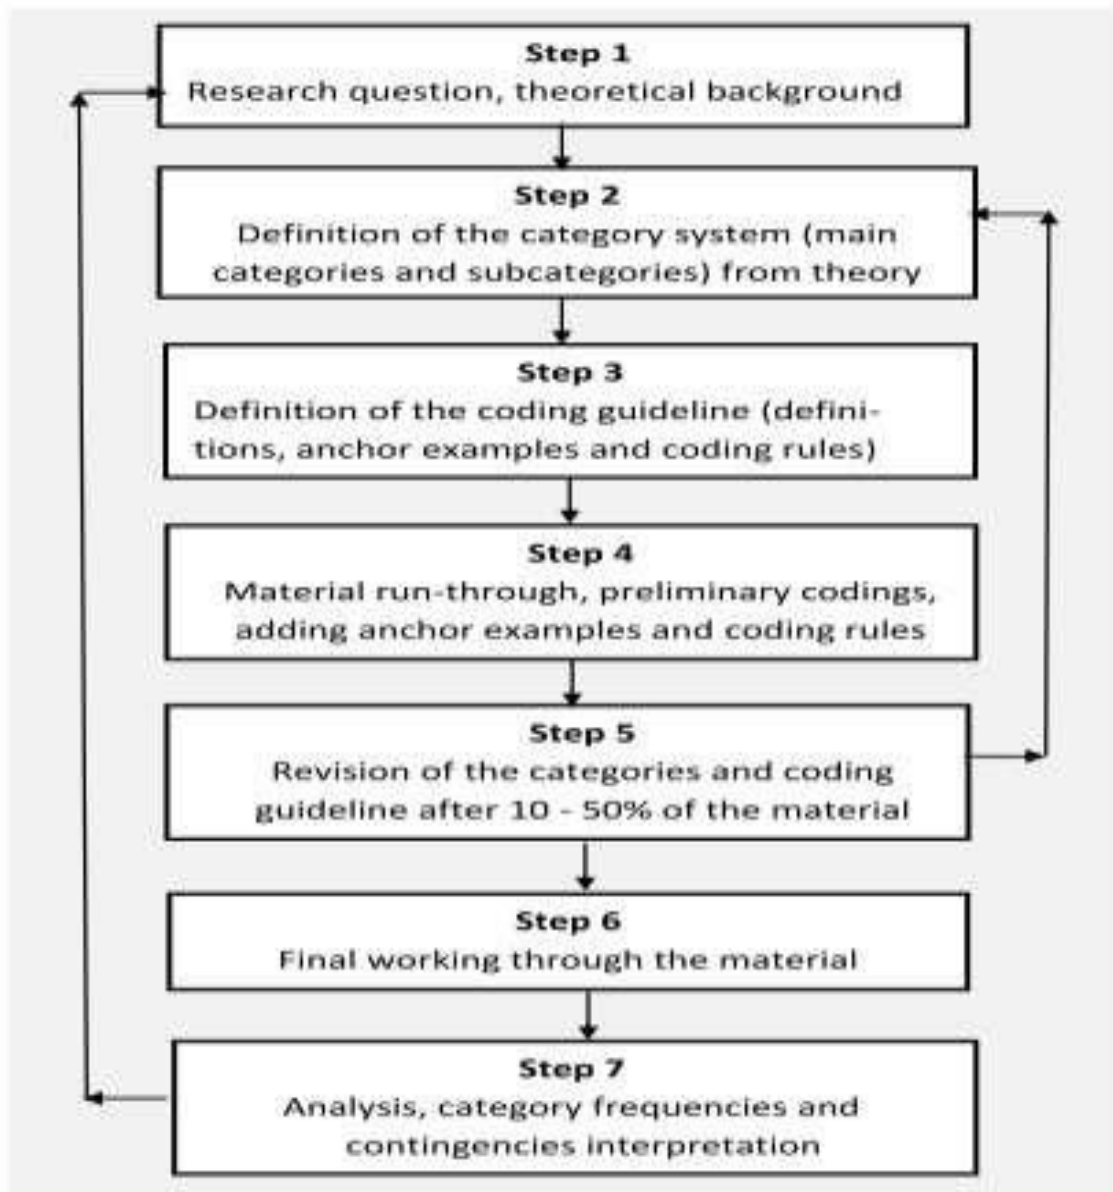 Step 1
Research question, theoretical background
Step 2
Definition of the category system (main
categories and subcategories) from theory
Step 3
Definition of the coding guideline (defini-
tions, anchor examples and coding rules)
Step 4
Material run-through, preliminary codings,
adding anchor examples and coding rules
Step 5
Revision of the categories and coding
guideline after 10 - 50% of the material
Step 6
Final working through the material
Step 7
Analysis, category frequencies and
contingencies interpretation